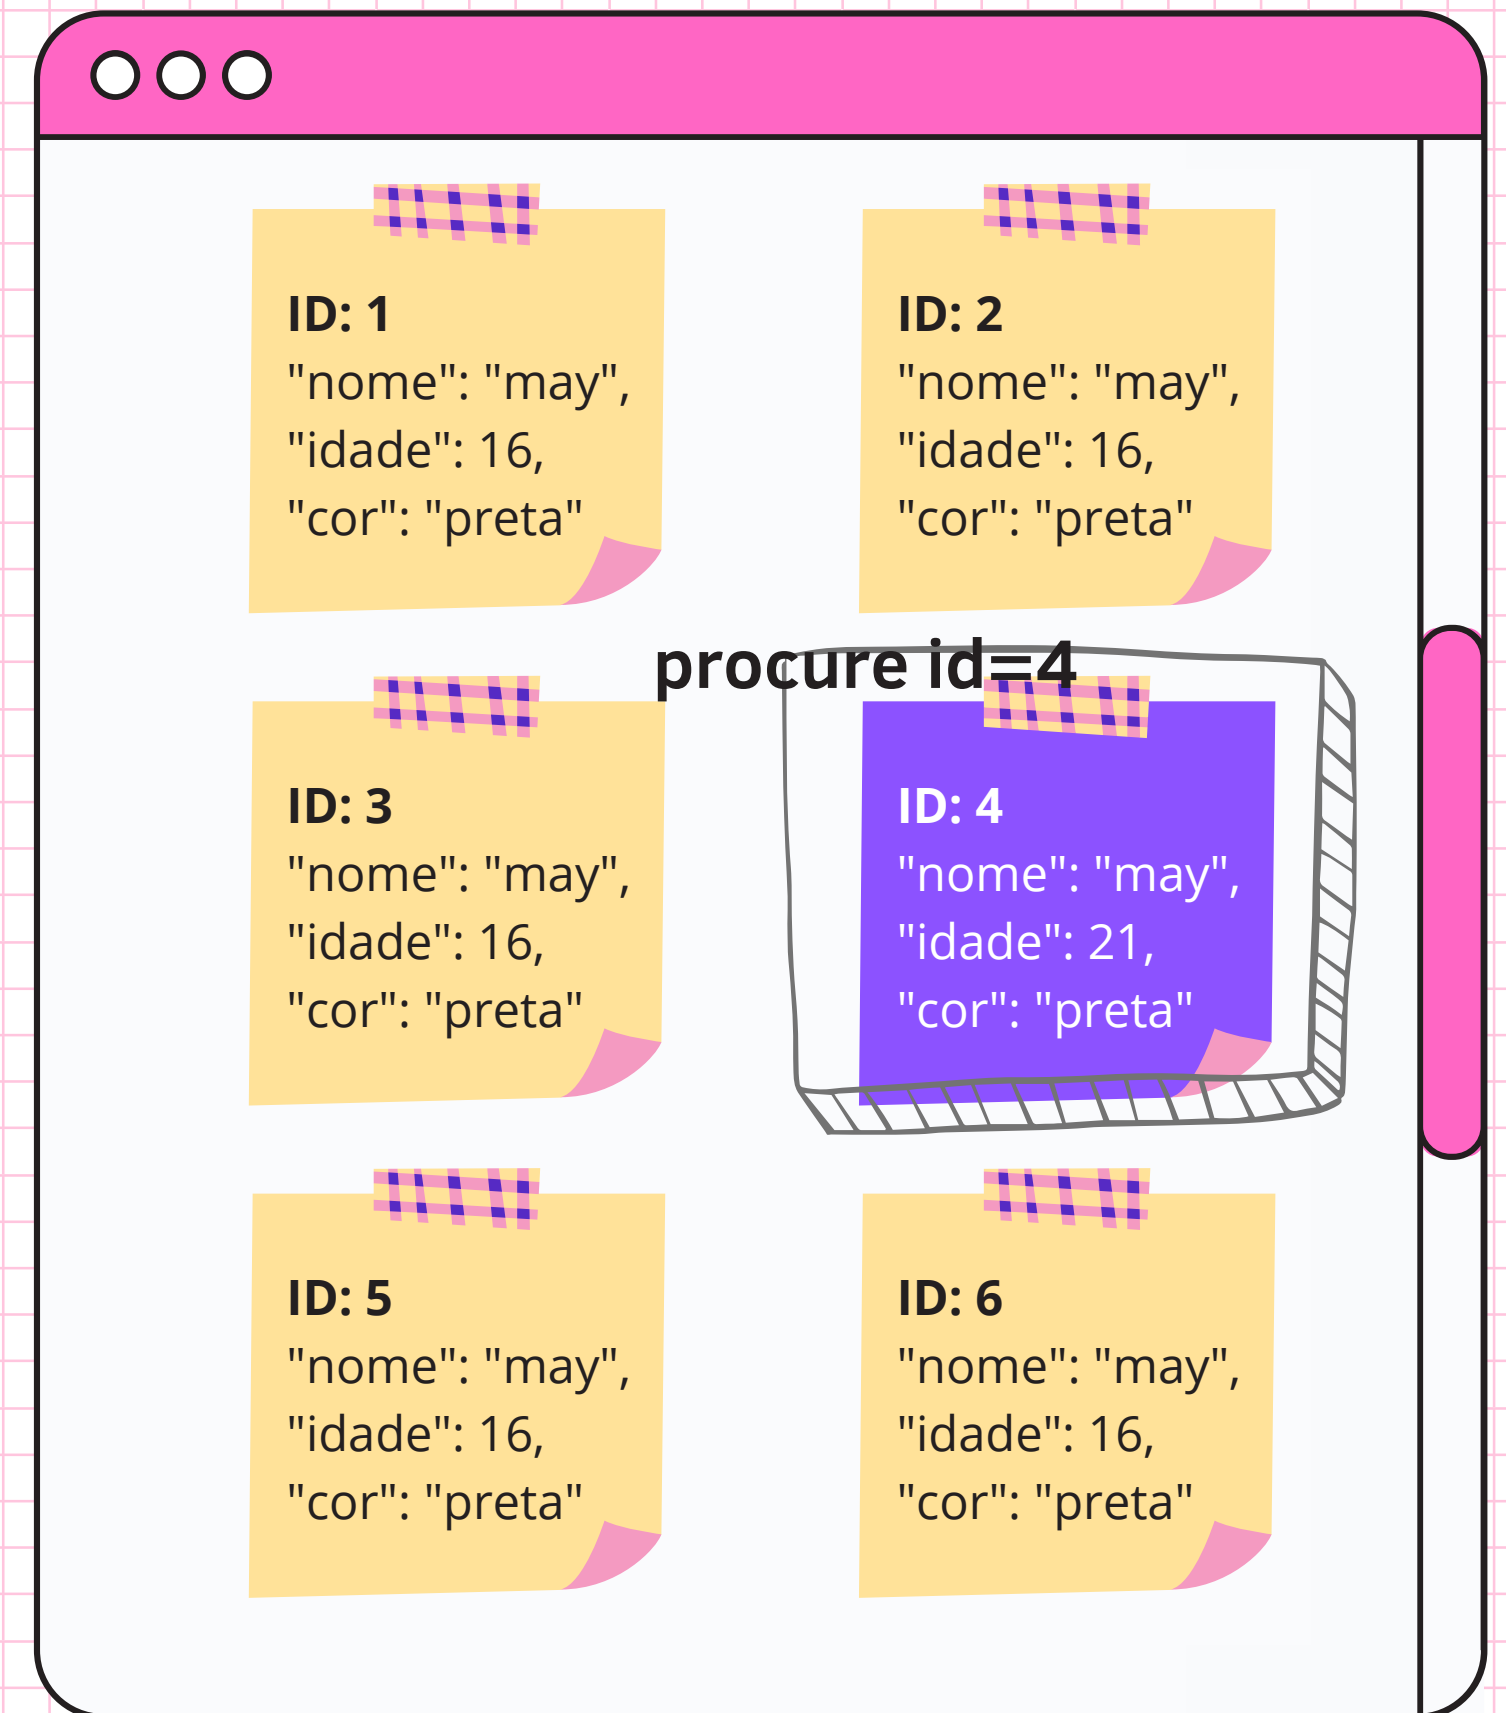 ID: 1
"nome": "may",
"idade": 16,
"cor": "preta"
ID: 2
"nome": "may",
"idade": 16,
"cor": "preta"
procure id=4
ID: 3
"nome": "may",
"idade": 16,
"cor": "preta"
ID: 4
"nome": "may",
"idade": 21,
"cor": "preta"
ID: 5
"nome": "may",
"idade": 16,
"cor": "preta"
ID: 6
"nome": "may",
"idade": 16,
"cor": "preta"